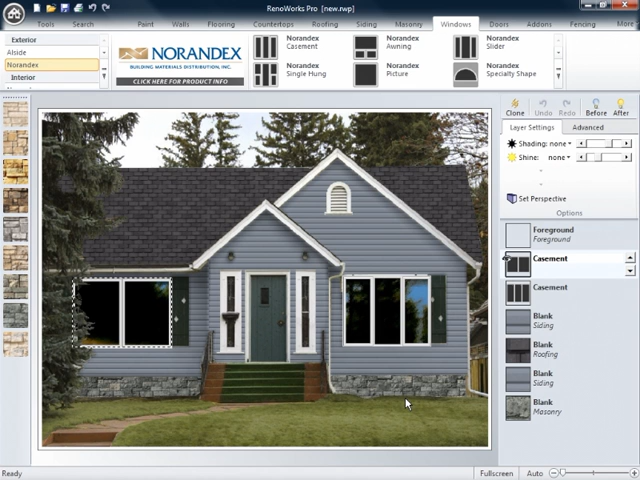 RenoWorks Pro [new.rwp]
Tools Search Paint Walls Flooring Countertops Roofing Siding Masonry Windows Doors Addons Fencing More
Exterior
Alside
Norandex
Interior
NORANDEX
BUILDING MATERIALS DISTRIBUTION, INC.
CLICK HERE FOR PRODUCT INFO
Norandex
Casement
Norandex
Awning
Norandex
Slider
Norandex
Single Hung
Norandex
Picture
Norandex
Specialty Shape
Clone Undo Redo Before After
Layer Settings Advanced
Shading: none
Shine: none
Set Perspective
Options
Foreground
Foreground
Casement
Casement
Blank
Siding
Blank
Roofing
Blank
Siding
Blank
Masonry
Ready Fullscreen Auto